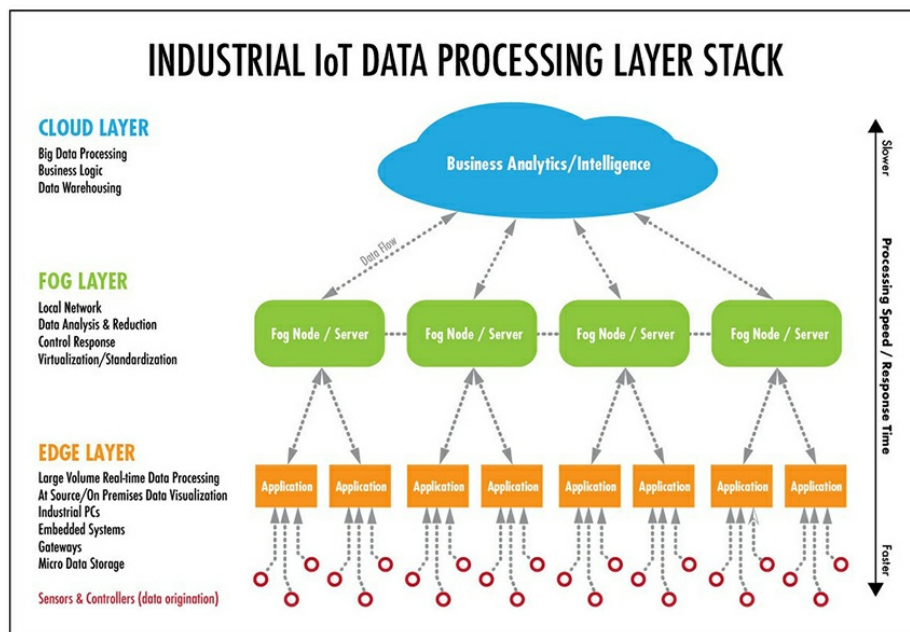 INDUSTRIAL IoT DATA PROCESSING LAYER STACK
CLOUD LAYER
Big Data Processing
Business Logic
Data Warehousing
Business Analytics/Intelligence
Data Flow
FOG LAYER
Local Network
Data Analysis & Reduction
Control Response
Virtualization/Standardization
Fog Node / Server
Fog Node / Server
Fog Node / Server
Fog Node / Server
EDGE LAYER
Large Volume Real-time Data Processing
At Source/On Premises Data Visualization
Industrial PCs
Embedded Systems
Gateways
Micro Data Storage
Application
Application
Application
Application
Application
Application
Application
Application
Sensors & Controllers (data origination)
Slower
Processing Speed / Response Time
Faster